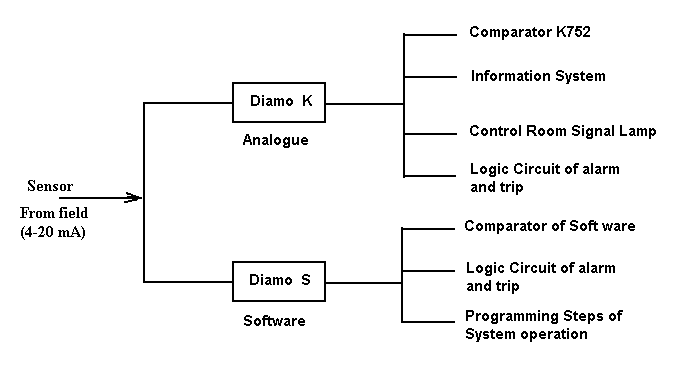 Comparator K752
Information System
Diamo K
Analogue
Control Room Signal Lamp
Logic Circuit of alarm
and trip
Sensor
From field
(4-20 mA)
Comparator of Soft ware
Diamo S
Software
Logic Circuit of alarm
and trip
Programming Steps of
System operation